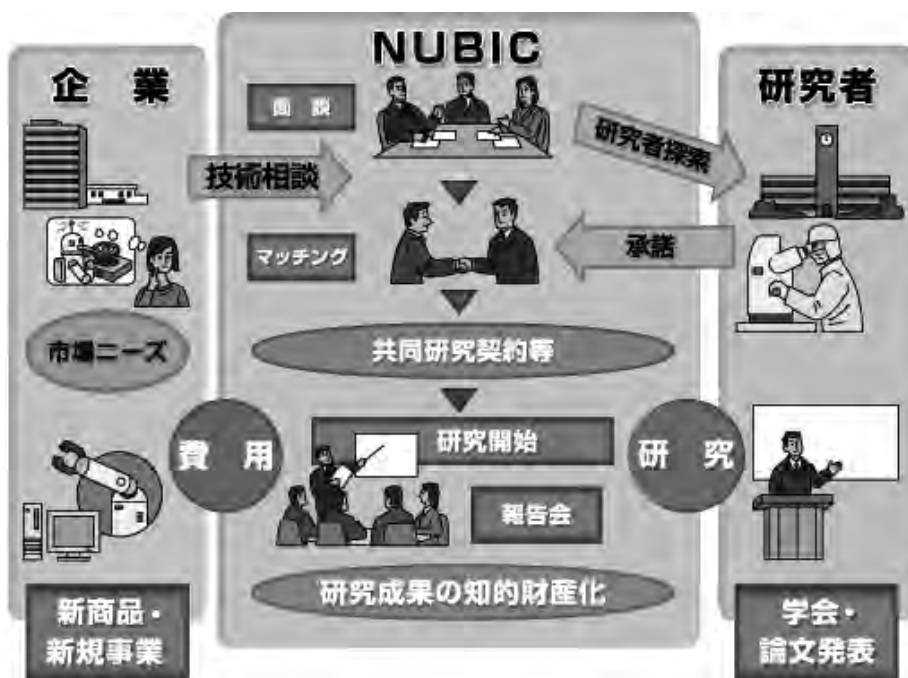 NUBIC
企業
研究者
面談
技術相談
研究者探索
マッチング
承諾
市場ニーズ
共同研究契約等
費用
研究開始
研究
報告会
研究成果の知的財産化
新商品・
新規事業
学会・
論文発表